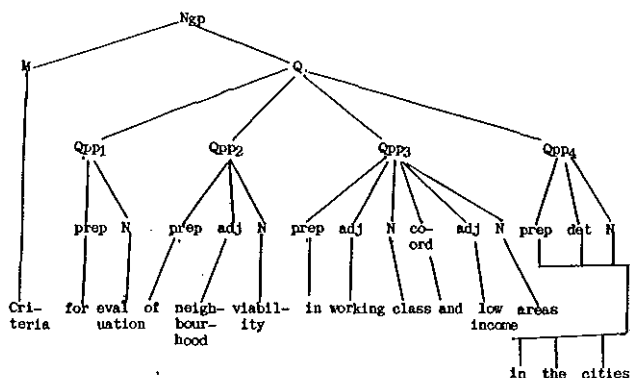 Ngp
M Q.
Qpp1 Qpp2 Qpp3 Qpp4
prep N prep adj N prep adj N co- adj N prep det N
ord
Cri- for eval of neigh- viabil- in working class and low areas
teria uation bour- ity income
hood
in the cities